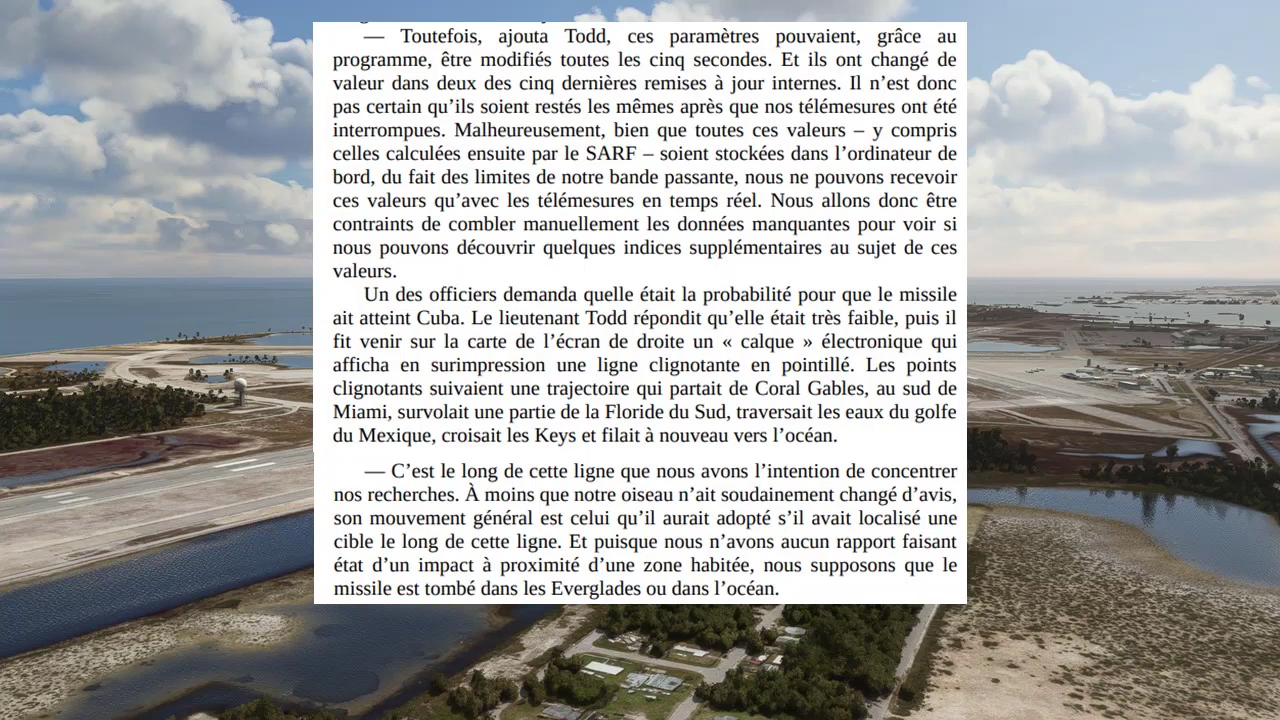 — Toutefois, ajouta Todd, ces paramètres pouvaient, grâce au
programme, être modifiés toutes les cinq secondes. Et ils ont changé de
valeur dans deux des cinq dernières remises à jour internes. Il n’est donc
pas certain qu’ils soient restés les mêmes après que nos télémesures ont été
interrompues. Malheureusement, bien que toutes ces valeurs – y compris
celles calculées ensuite par le SARF – soient stockées dans l’ordinateur de
bord, du fait des limites de notre bande passante, nous ne pouvons recevoir
ces valeurs qu’avec les télémesures en temps réel. Nous allons donc être
contraints de combler manuellement les données manquantes pour voir si
nous pouvons découvrir quelques indices supplémentaires au sujet de ces
valeurs.
Un des officiers demanda quelle était la probabilité pour que le missile
ait atteint Cuba. Le lieutenant Todd répondit qu’elle était très faible, puis il
fit venir sur la carte de l’écran de droite un « calque » électronique qui
afficha en surimpression une ligne clignotante en pointillé. Les points
clignotants suivaient une trajectoire qui partait de Coral Gables, au sud de
Miami, survolait une partie de la Floride du Sud, traversait les eaux du golfe
du Mexique, croisait les Keys et filait à nouveau vers l’océan.
— C’est le long de cette ligne que nous avons l’intention de concentrer
nos recherches. À moins que notre oiseau n’ait soudainement changé d’avis,
son mouvement général est celui qu’il aurait adopté s’il avait localisé une
cible le long de cette ligne. Et puisque nous n’avons aucun rapport faisant
état d’un impact à proximité d’une zone habitée, nous supposons que le
missile est tombé dans les Everglades ou dans l’océan.